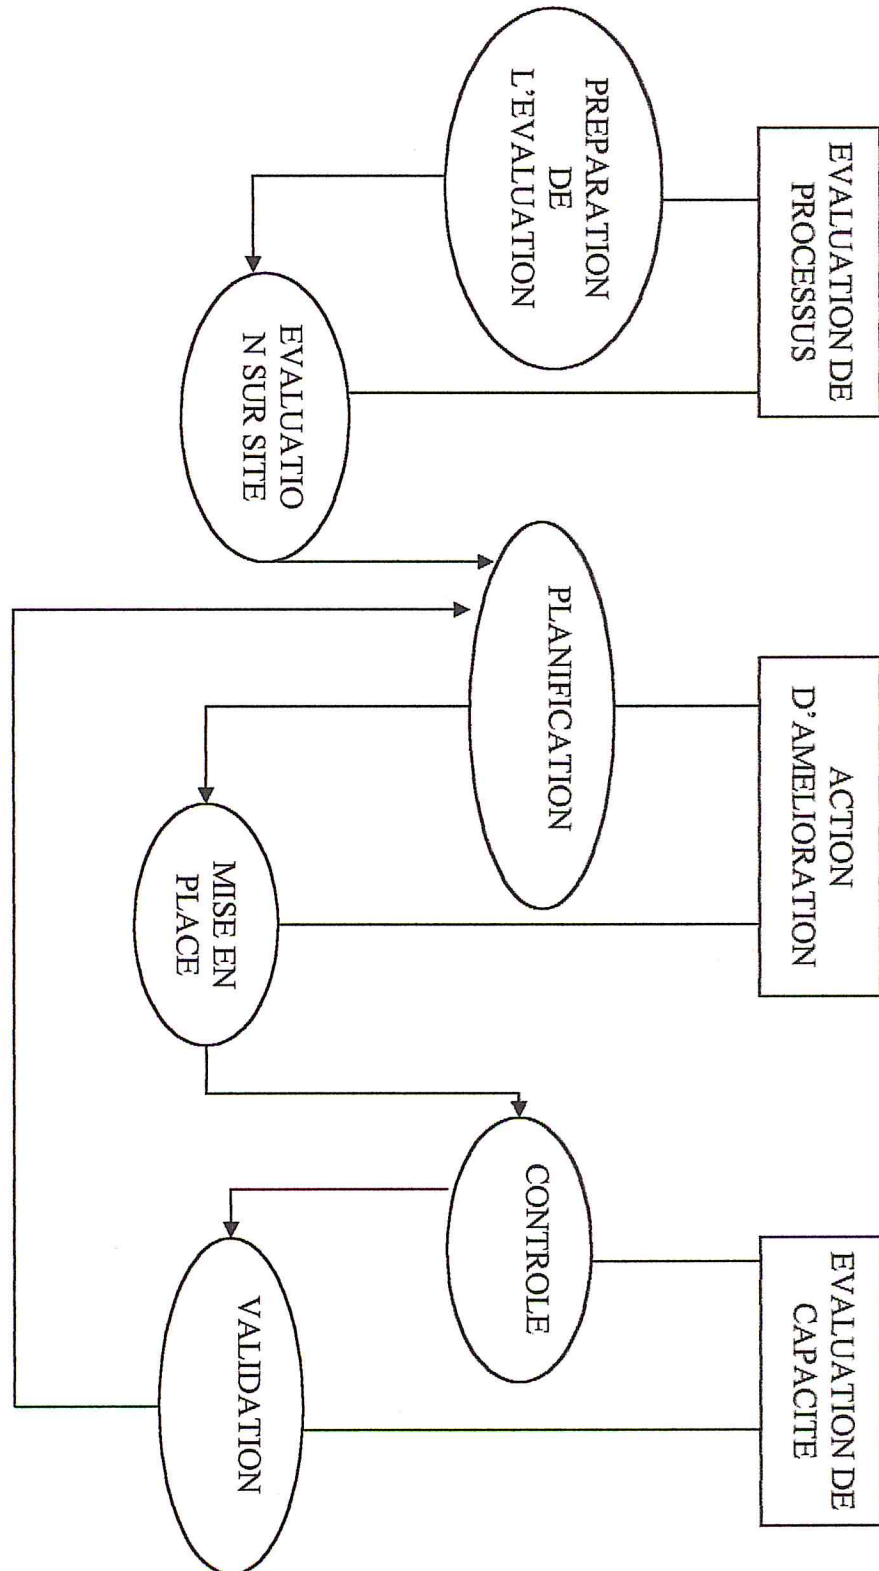 EVALUATION DE
PROCESSUS
ACTION
D'AMELIORATION
EVALUATION DE
CAPACITE
PREPARATION
DE
L'EVALUATION
PLANIFICATION
CONTROLE
EVALUATIO
N SUR SITE
MISE EN
PLACE
VALIDATION